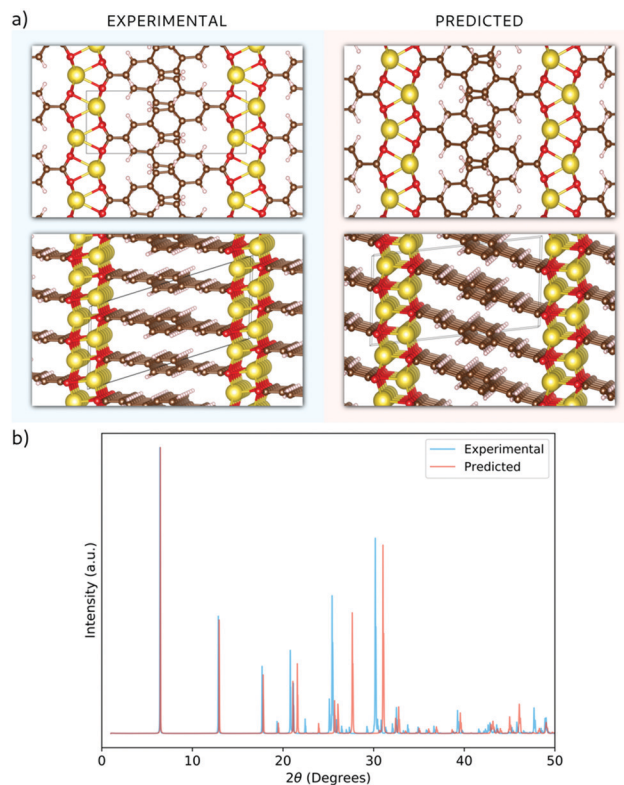 a)
EXPERIMENTAL
PREDICTED
b)
Experimental
Predicted
Intensity (a.u.)
0
10
20
30
40
50
2θ (Degrees)